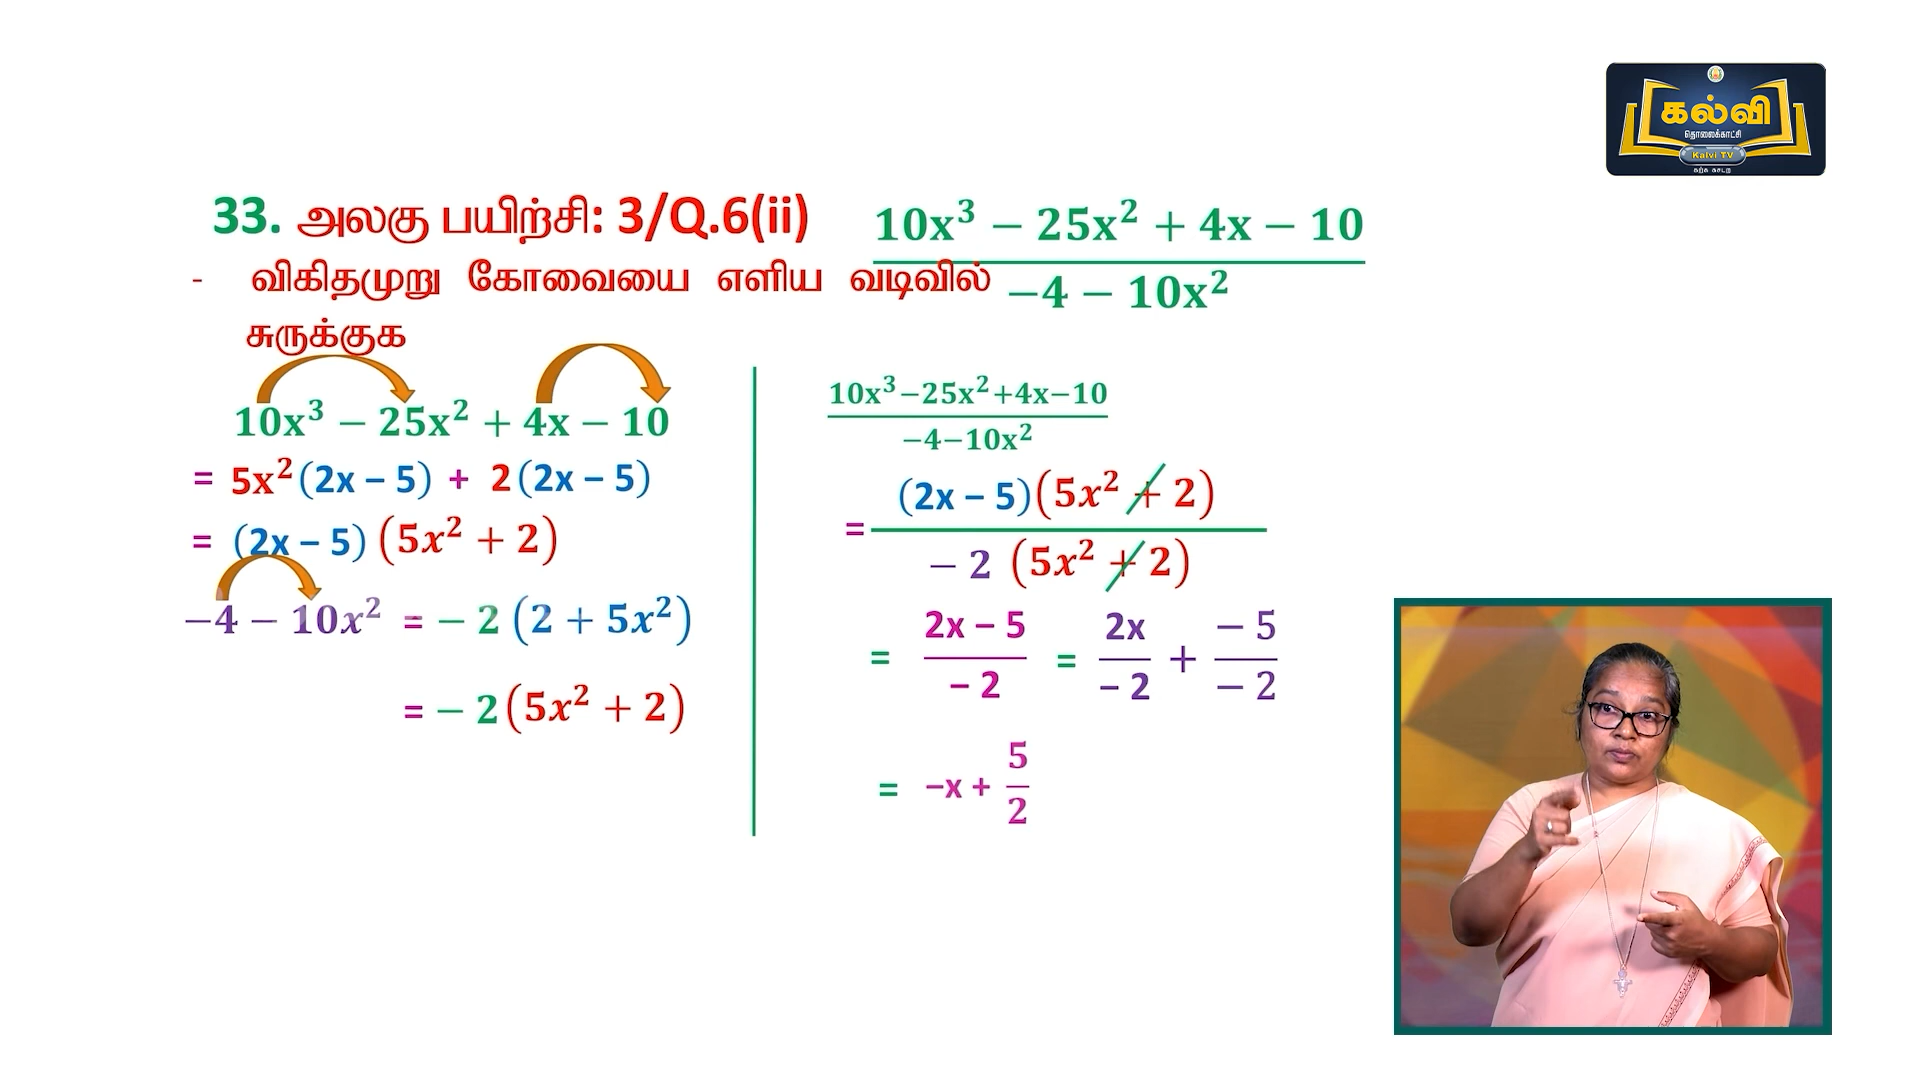 கல்வி
தொலைக்காட்சி
Kalvi TV
கற்க கசடற
33. அலகு பயிற்சி: 3/Q.6(ii) (10x³ − 25x² + 4x − 10)/(−4 − 10x²)
- விகிதமுறு கோவையை எளிய வடிவில்
சுருக்குக
10x³ − 25x² + 4x − 10
= 5x²(2x – 5) + 2(2x – 5)
= (2x – 5) (5x² + 2)
−4 − 10x² = − 2 (2 + 5x²)
= − 2(5x² + 2)
(10x³−25x²+4x−10)/(−4−10x²)
= (2x – 5)(5x² + 2)/(− 2 (5x² + 2))
= (2x – 5)/(– 2) = 2x/(– 2) + (− 5)/(− 2)
= –x + 5/2